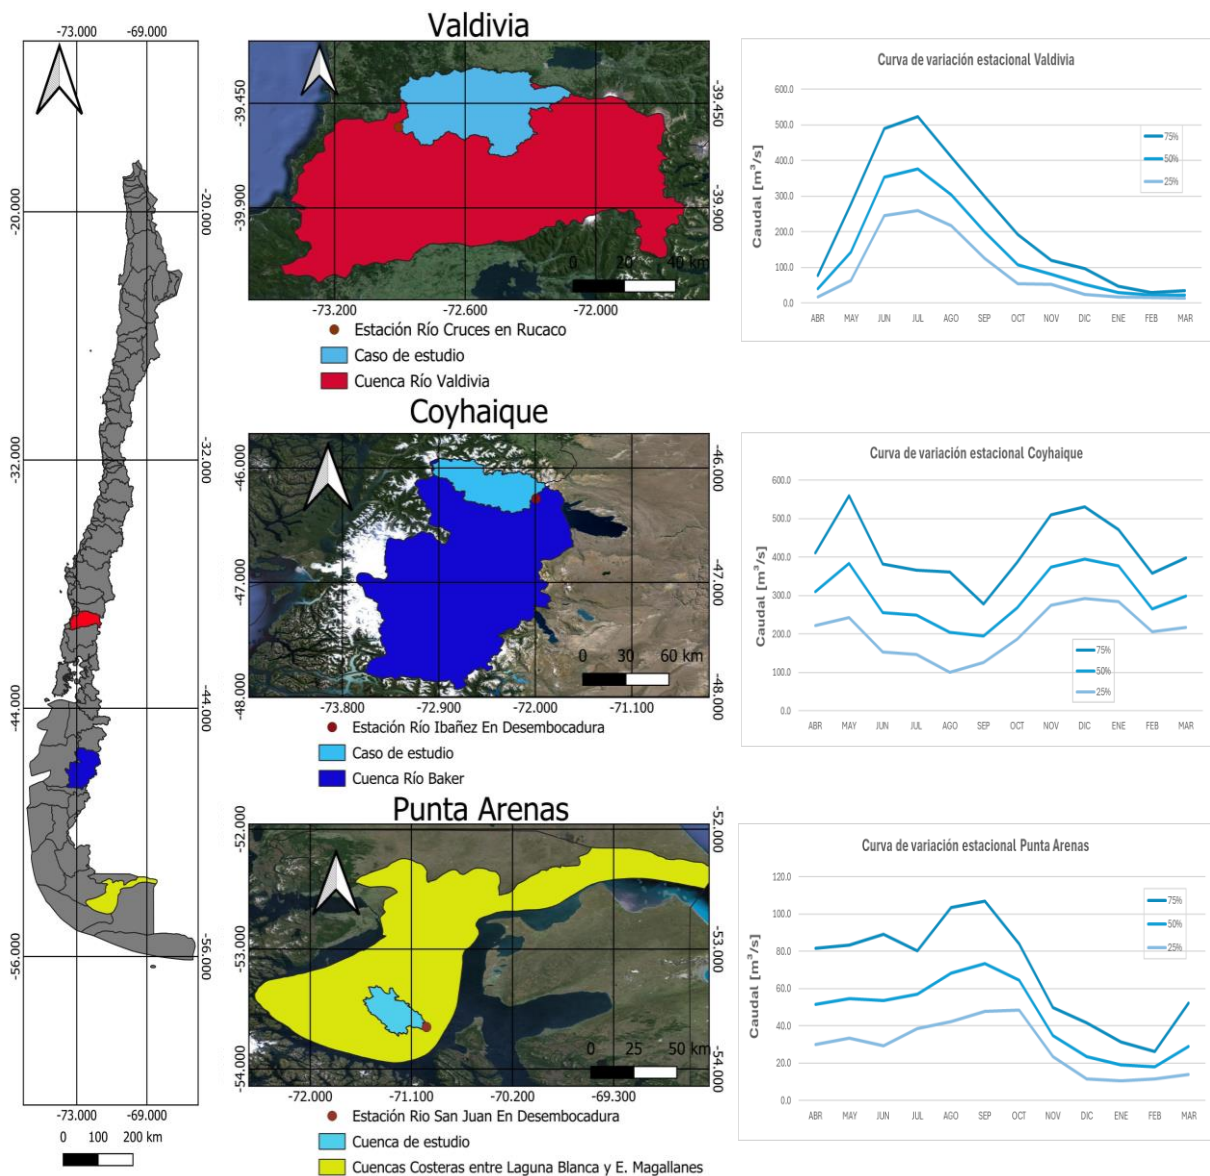 -73.000 -69.000
-20.000 -20.000
-32.000 -32.000
-44.000 -44.000
-56.000 -56.000
-73.000 -69.000
0 100 200 km
Valdivia
-39.450 -39.450
-39.900 -39.900
0 20 40 km
-73.200 -72.600 -72.000
Estación Río Cruces en Rucaco
Caso de estudio
Cuenca Río Valdivia
Curva de variación estacional Valdivia
Caudal [m³/s]
600.0
500.0
400.0
300.0
200.0
100.0
0.0
75%
50%
25%
ABR MAY JUN JUL AGO SEP OCT NOV DIC ENE FEB MAR
Coyhaique
-46.000 -46.000
-47.000 -47.000
-48.000 -48.000
0 30 60 km
-73.800 -72.900 -72.000 -71.100
Estación Río Ibañez En Desembocadura
Caso de estudio
Cuenca Río Baker
Curva de variación estacional Coyhaique
Caudal [m³/s]
600.0
500.0
400.0
300.0
200.0
100.0
0.0
75%
50%
25%
ABR MAY JUN JUL AGO SEP OCT NOV DIC ENE FEB MAR
Punta Arenas
-52.000 -52.000
-53.000 -53.000
-54.000 -54.000
0 25 50 km
-72.000 -71.100 -70.200 -69.300
Estación Rio San Juan En Desembocadura
Cuenca de estudio
Cuencas Costeras entre Laguna Blanca y E. Magallanes
Curva de variación estacional Punta Arenas
Caudal [m³/s]
120.0
100.0
80.0
60.0
40.0
20.0
0.0
75%
50%
25%
ABR MAY JUN JUL AGO SEP OCT NOV DIC ENE FEB MAR